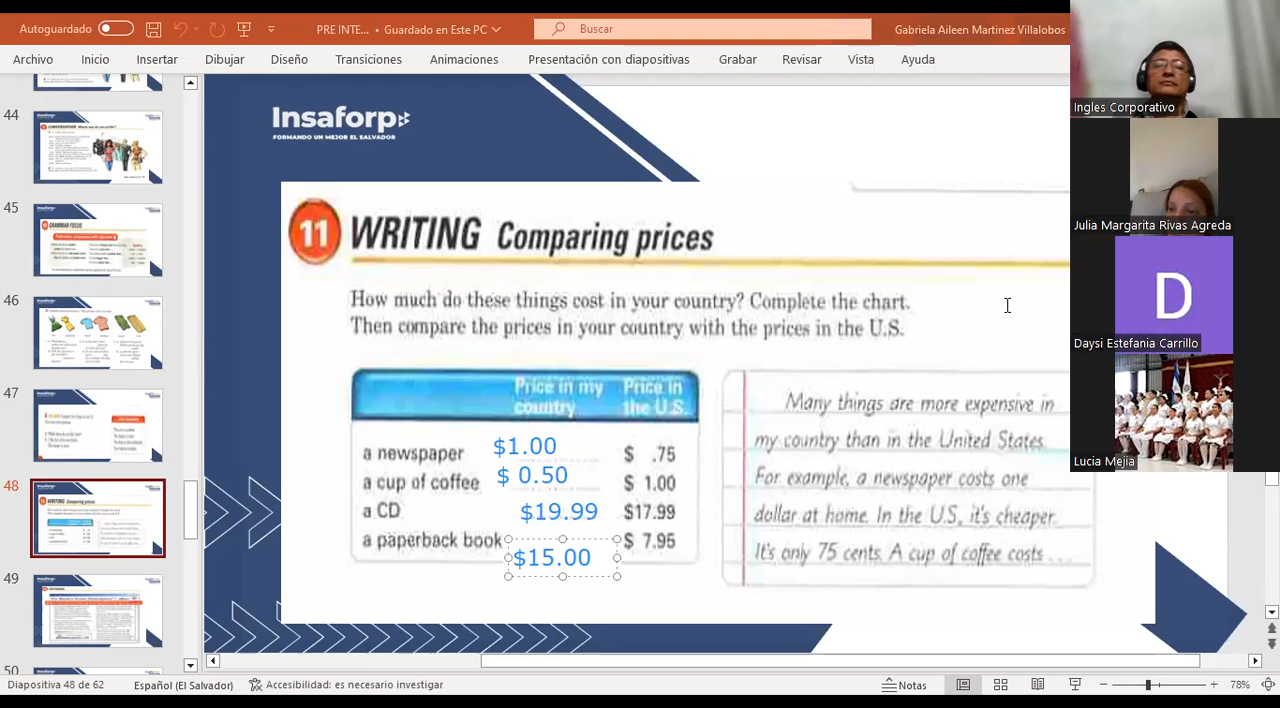 Autoguardado
PRE INTE... • Guardado en Este PC
Buscar
Gabriela Aileen Martinez Villalobos
Archivo Inicio Insertar Dibujar Diseño Transiciones Animaciones Presentación con diapositivas Grabar Revisar Vista Ayuda
44
45
46
47
48
49
50
Insaforp
FORMANDO UN MEJOR EL SALVADOR
11 WRITING Comparing prices
How much do these things cost in your country? Complete the chart.
Then compare the prices in your country with the prices in the U.S.
Price in my country
Price in the U.S.
a newspaper $1.00 $ .75
a cup of coffee $ 0.50 $ 1.00
a CD $19.99 $17.99
a paperback book $15.00 $ 7.95
Many things are more expensive in
my country than in the United States.
For example, a newspaper costs one
dollar at home. In the U.S. it's cheaper.
It's only 75 cents. A cup of coffee costs . . .
Ingles Corporativo
Julia Margarita Rivas Agreda
D
Daysi Estefania Carrillo
Lucia Mejia
Diapositiva 48 de 62
Español (El Salvador)
Accesibilidad: es necesario investigar
Notas
78%